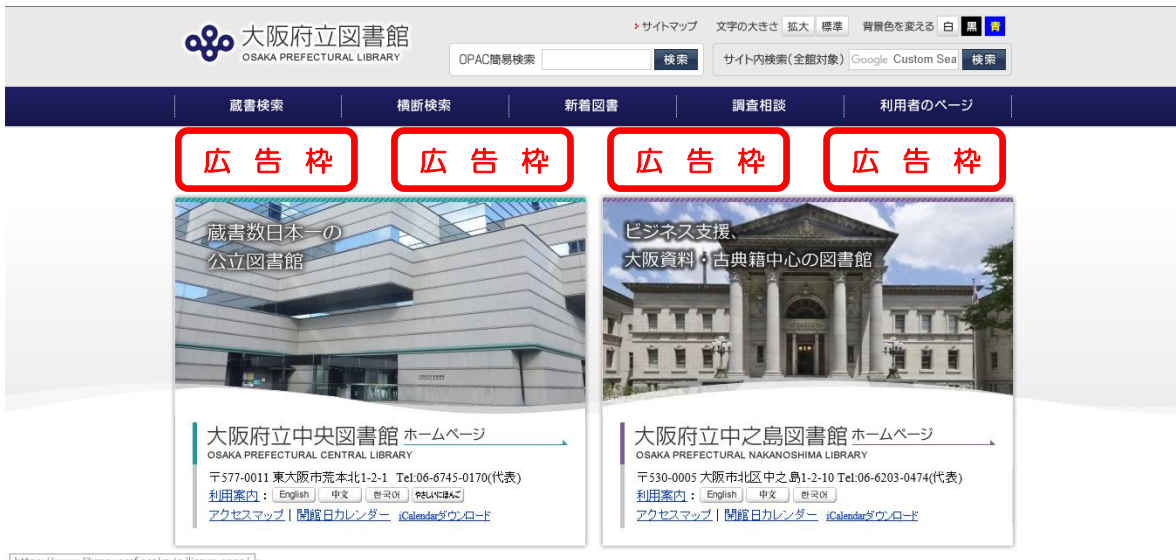 大阪府立図書館
OSAKA PREFECTURAL LIBRARY
サイトマップ 文字の大きさ 拡大 標準 背景色を変える 白 黒 青
OPAC簡易検索 検索 サイト内検索(全館対象) Google Custom Sea 検索
蔵書検索 横断検索 新着図書 調査相談 利用者のページ
広告枠 広告枠 広告枠 広告枠
蔵書数日本一の
公立図書館
ビジネス支援、
大阪資料・古典籍中心の図書館
大阪府立中央図書館 ホームページ
OSAKA PREFECTURAL CENTRAL LIBRARY
〒577-0011 東大阪市荒本北1-2-1 Tel:06-6745-0170(代表)
利用案内: English 中文 한국어 やさしいにほんご
アクセスマップ | 開館日カレンダー iCalendarダウンロード
大阪府立中之島図書館 ホームページ
OSAKA PREFECTURAL NAKANOSHIMA LIBRARY
〒530-0005 大阪市北区中之島1-2-10 Tel:06-6203-0474(代表)
利用案内: English 中文 한국어
アクセスマップ | 開館日カレンダー iCalendarダウンロード